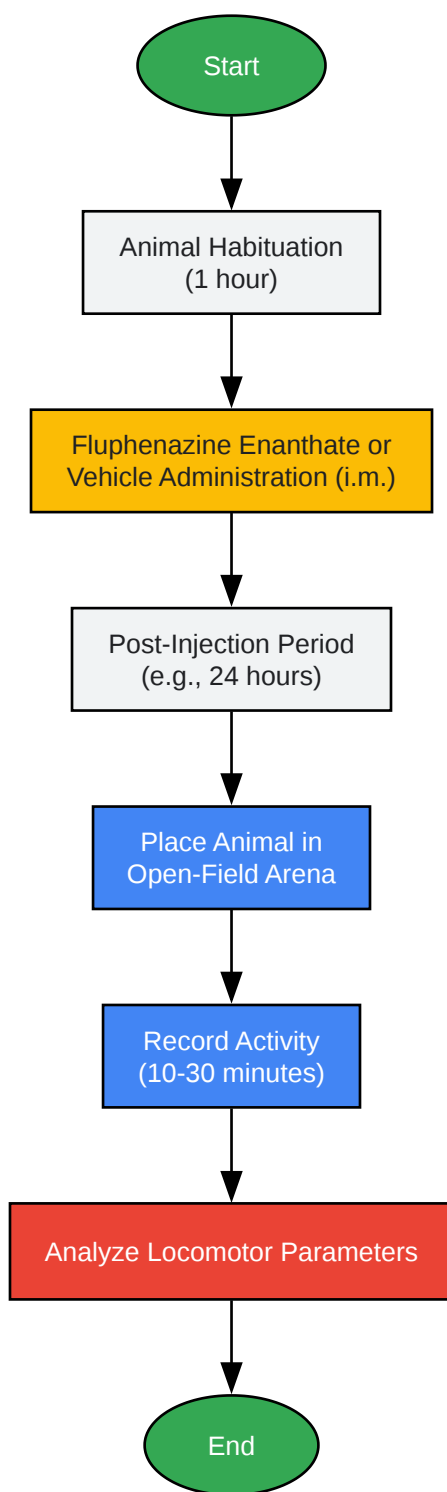 Start
Animal Habituation
(1 hour)
Fluphenazine Enanthate or
Vehicle Administration (i.m.)
Post-Injection Period
(e.g., 24 hours)
Place Animal in
Open-Field Arena
Record Activity
(10-30 minutes)
Analyze Locomotor Parameters
End